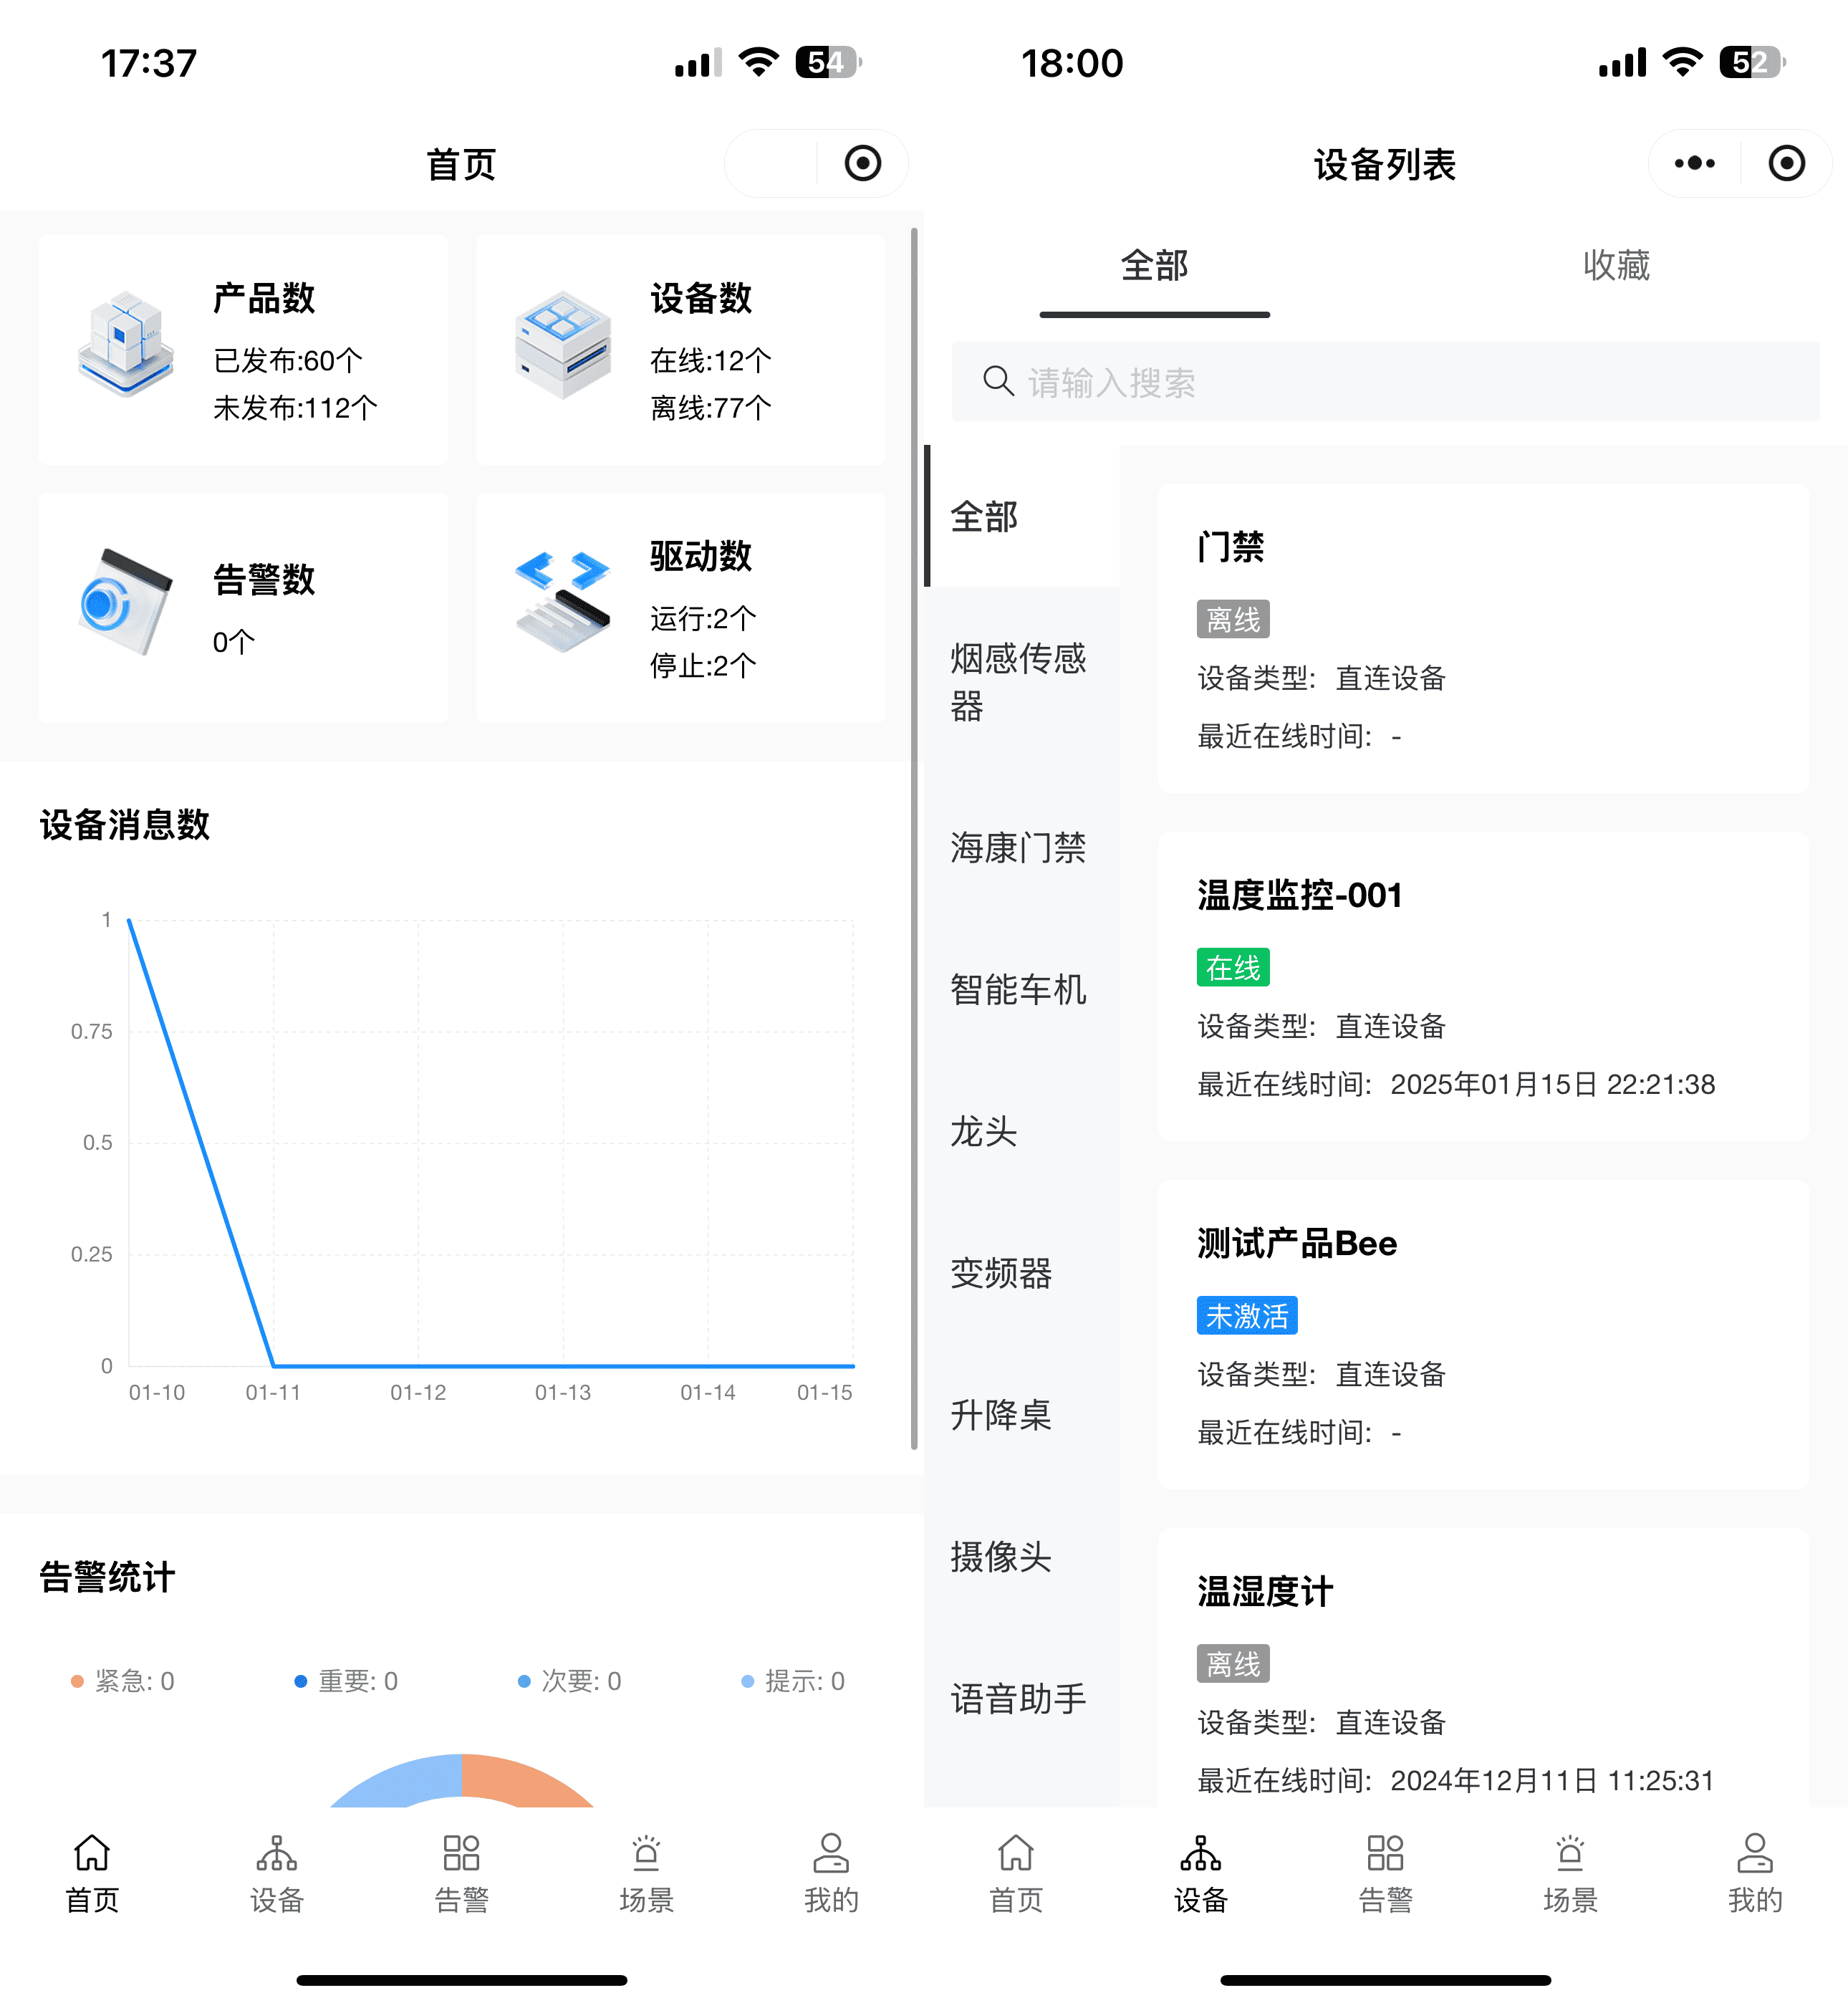 17:37
54
首页
产品数
已发布:60个
未发布:112个
设备数
在线:12个
离线:77个
告警数
0个
驱动数
运行:2个
停止:2个
设备消息数
1
0.75
0.5
0.25
0
01-10
01-11
01-12
01-13
01-14
01-15
告警统计
紧急: 0
重要: 0
次要: 0
提示: 0
首页
设备
告警
场景
我的
18:00
52
设备列表
全部
收藏
请输入搜索
全部
烟感传感
器
海康门禁
智能车机
龙头
变频器
升降桌
摄像头
语音助手
门禁
离线
设备类型: 直连设备
最近在线时间: -
温度监控-001
在线
设备类型: 直连设备
最近在线时间: 2025年01月15日 22:21:38
测试产品Bee
未激活
设备类型: 直连设备
最近在线时间: -
温湿度计
离线
设备类型: 直连设备
最近在线时间: 2024年12月11日 11:25:31
首页
设备
告警
场景
我的